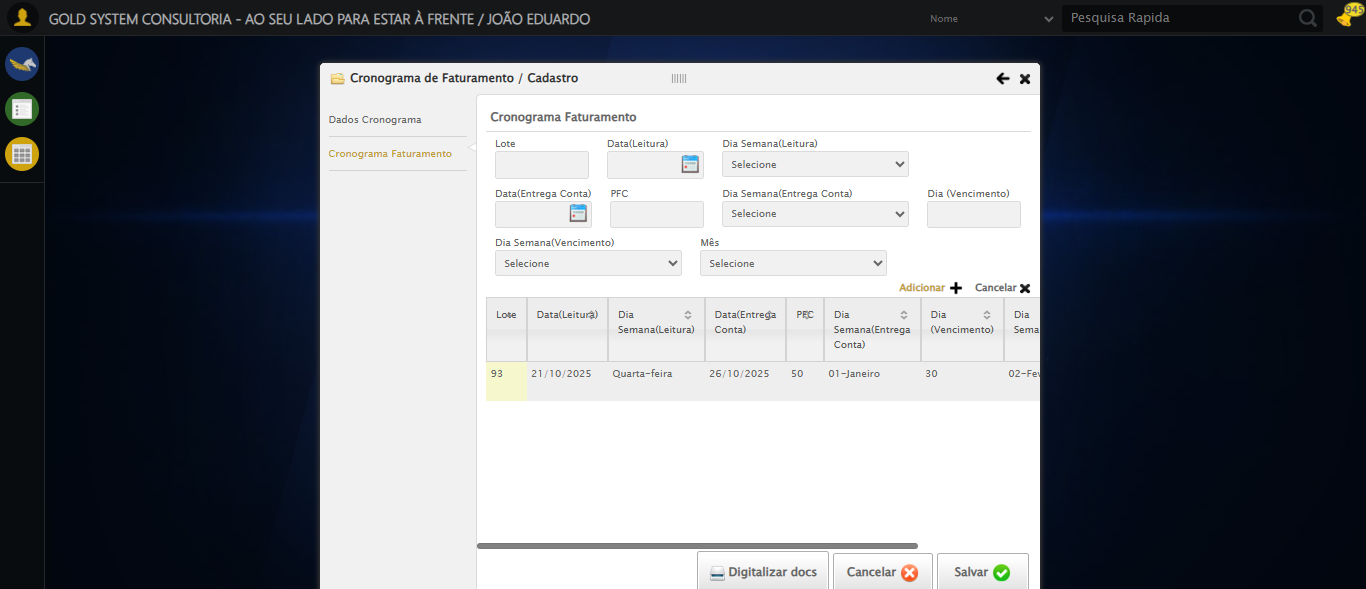 GOLD SYSTEM CONSULTORIA - AO SEU LADO PARA ESTAR À FRENTE / JOÃO EDUARDO
Nome
Pesquisa Rapida
945
Cronograma de Faturamento / Cadastro
Dados Cronograma
Cronograma Faturamento
Cronograma Faturamento
Lote Data(Leitura) Dia Semana(Leitura)
Selecione
Data(Entrega Conta) PFC Dia Semana(Entrega Conta) Dia (Vencimento)
Selecione
Dia Semana(Vencimento) Mês
Selecione Selecione
Adicionar Cancelar
Lote Data(Leitura) Dia Data(Entrega PFC Dia Dia Dia
Semana(Leitura) Conta) Semana(Entrega (Vencimento) Sema
Conta)
93 21/10/2025 Quarta-feira 26/10/2025 50 01-Janeiro 30 02-Fev
Digitalizar docs Cancelar Salvar